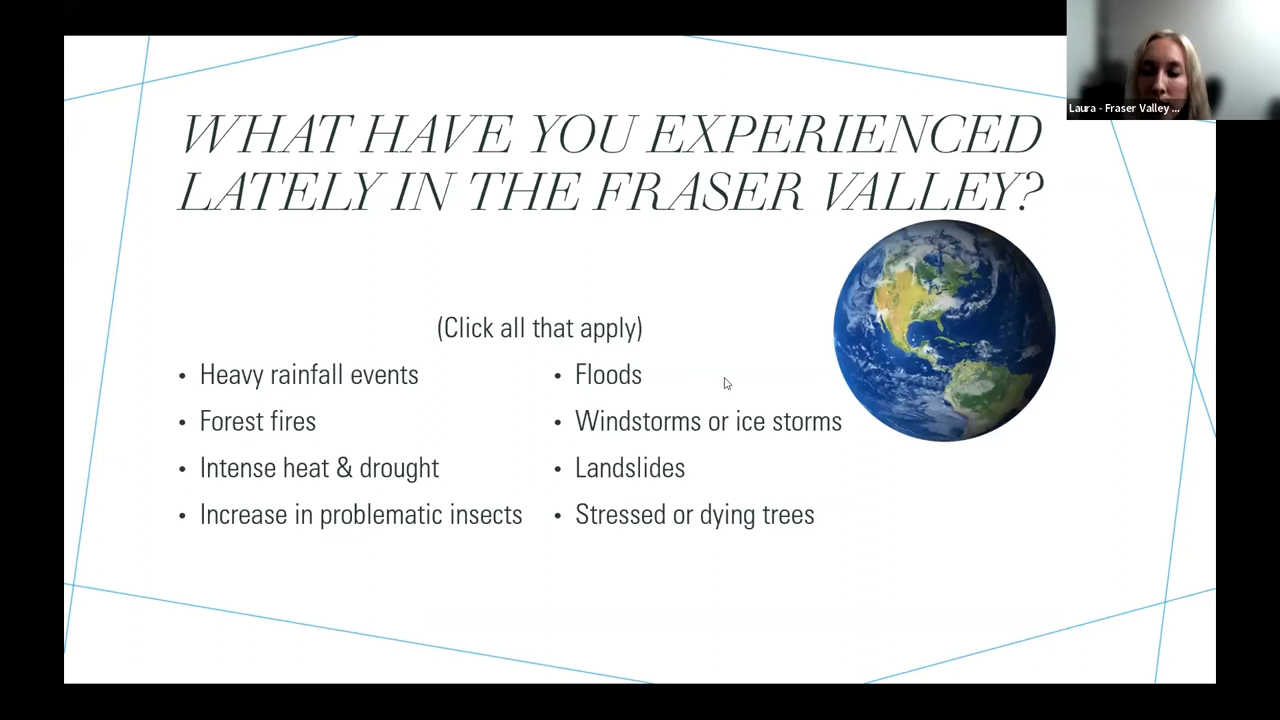 WHAT HAVE YOU EXPERIENCED
LATELY IN THE FRASER VALLEY?
(Click all that apply)
• Heavy rainfall events
• Forest fires
• Intense heat & drought
• Increase in problematic insects
• Floods
• Windstorms or ice storms
• Landslides
• Stressed or dying trees
Laura - Fraser Valley ...